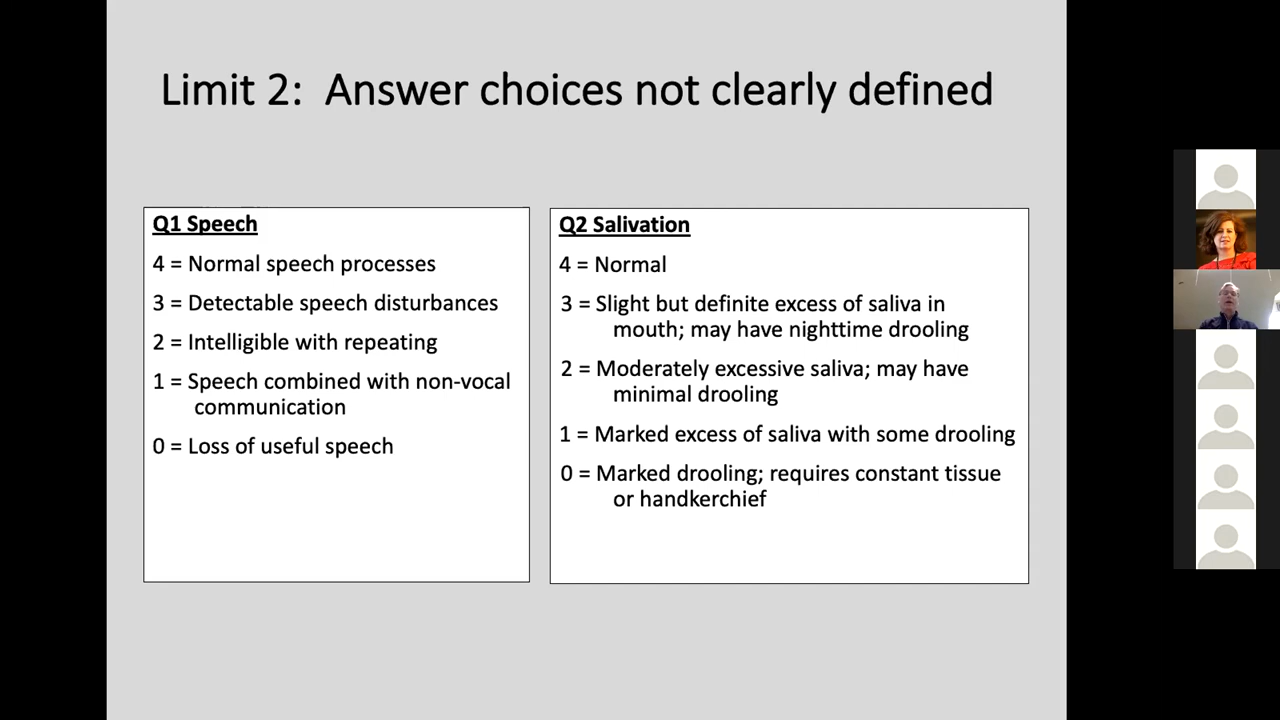 Limit 2: Answer choices not clearly defined
Q1 Speech
4 = Normal speech processes
3 = Detectable speech disturbances
2 = Intelligible with repeating
1 = Speech combined with non-vocal
communication
0 = Loss of useful speech
Q2 Salivation
4 = Normal
3 = Slight but definite excess of saliva in
mouth; may have nighttime drooling
2 = Moderately excessive saliva; may have
minimal drooling
1 = Marked excess of saliva with some drooling
0 = Marked drooling; requires constant tissue
or handkerchief